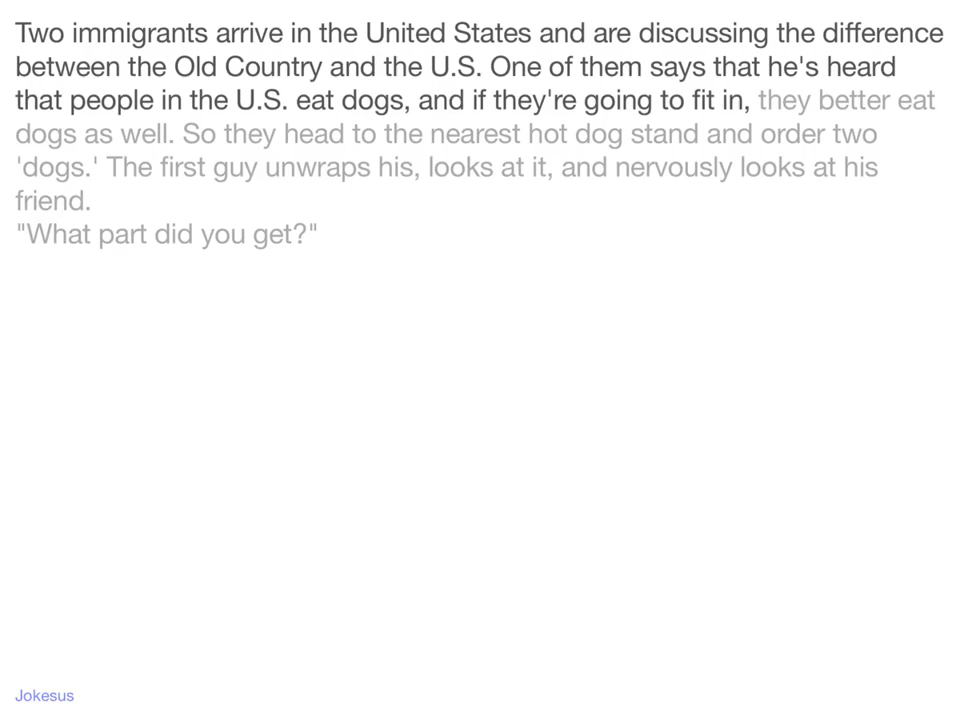 Two immigrants arrive in the United States and are discussing the difference
between the Old Country and the U.S. One of them says that he's heard
that people in the U.S. eat dogs, and if they're going to fit in, they better eat
dogs as well. So they head to the nearest hot dog stand and order two
'dogs.' The first guy unwraps his, looks at it, and nervously looks at his
friend.
"What part did you get?"
Jokesus